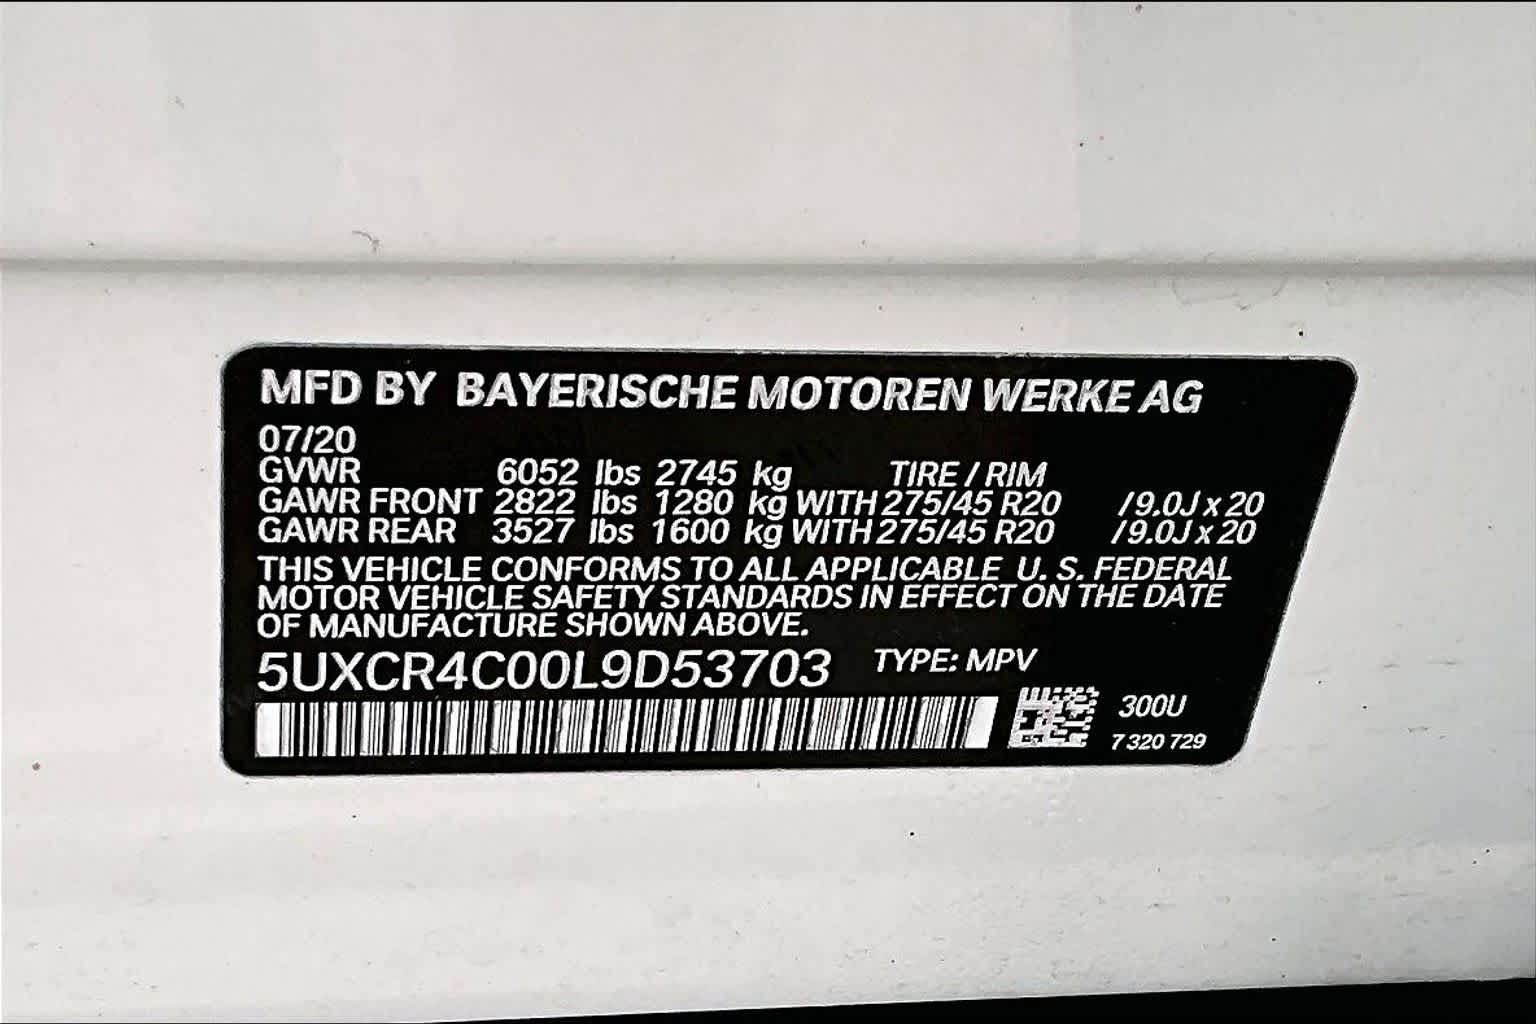 MFD BY BAYERISCHE MOTOREN WERKE AG
07/20
GVWR 6052 lbs 2745 kg TIRE / RIM
GAWR FRONT 2822 lbs 1280 kg WITH 275/45 R20 / 9.0J x 20
GAWR REAR 3527 lbs 1600 kg WITH 275/45 R20 / 9.0J x 20
THIS VEHICLE CONFORMS TO ALL APPLICABLE U. S. FEDERAL
MOTOR VEHICLE SAFETY STANDARDS IN EFFECT ON THE DATE
OF MANUFACTURE SHOWN ABOVE.
5UXCR4C00L9D53703 TYPE: MPV
300U
7 320 729